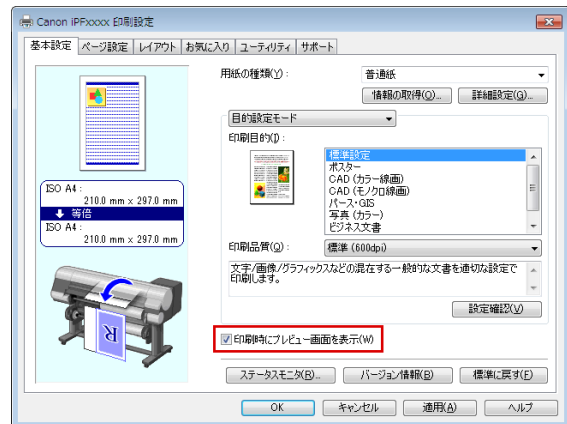 Canon iPFxxxx 印刷設定
基本設定 ページ設定 レイアウト お気に入り ユーティリティ サポート
用紙の種類(Y): 普通紙
情報の取得(O)... 詳細設定(G)...
目的設定モード
印刷目的(I):
標準設定
ポスター
CAD (カラー線画)
CAD (モノクロ線画)
パース・GIS
写真 (カラー)
ビジネス文書
ISO A4 :
210.0 mm x 297.0 mm
等倍
ISO A4 :
210.0 mm x 297.0 mm
印刷品質(Q): 標準 (600dpi)
文字/画像/グラフィックスなどの混在する一般的な文書を適切な設定で
印刷します。
設定確認(V)
R
印刷時にプレビュー画面を表示(W)
ステータスモニタ(R)... バージョン情報(B) 標準に戻す(E)
OK キャンセル 適用(A) ヘルプ